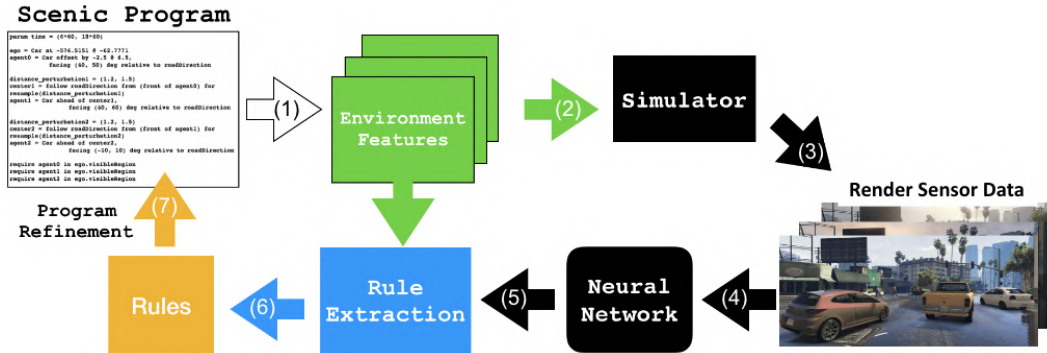 Scenic Program
param time = (6*60, 18*60)
ego = Car at -576.5151 @ -62.7771
agent0 = Car offset by -2.5 @ 6.5,
facing (40, 50) deg relative to roadDirection
distance_perturbation1 = (1.2, 1.5)
center1 = follow roadDirection from (front of agent0) for
resample(distance_perturbation1)
agent1 = Car ahead of center1,
facing (40, 60) deg relative to roadDirection
distance_perturbation2 = (1.2, 1.5)
center2 = follow roadDirection from (front of agent1) for
resample(distance_perturbation2)
agent2 = Car ahead of center2,
facing (-10, 10) deg relative to roadDirection
require agent0 in ego.visibleRegion
require agent1 in ego.visibleRegion
require agent2 in ego.visibleRegion
(1)
Environment
Features
(2)
Simulator
(3)
Render Sensor Data
(4)
Neural
Network
(5)
Rule
Extraction
(6)
Rules
(7)
Program
Refinement